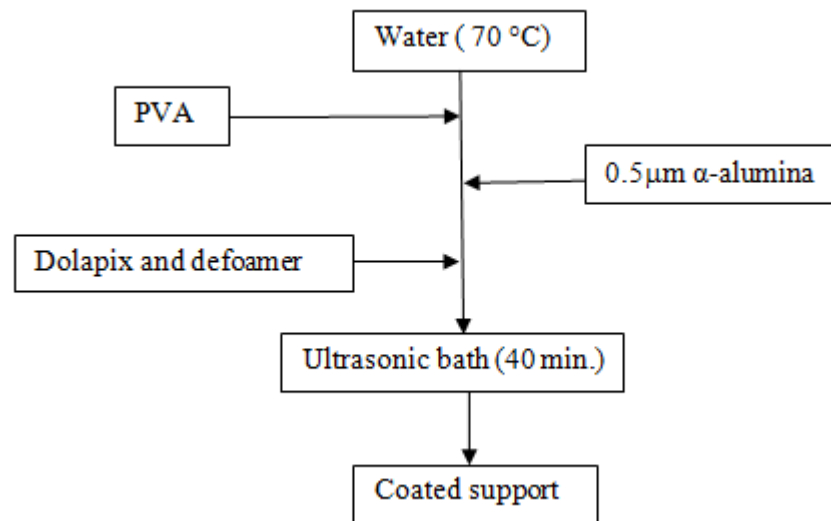 Water ( 70 °C)
PVA
0.5µm α-alumina
Dolapix and defoamer
Ultrasonic bath (40 min.)
Coated support